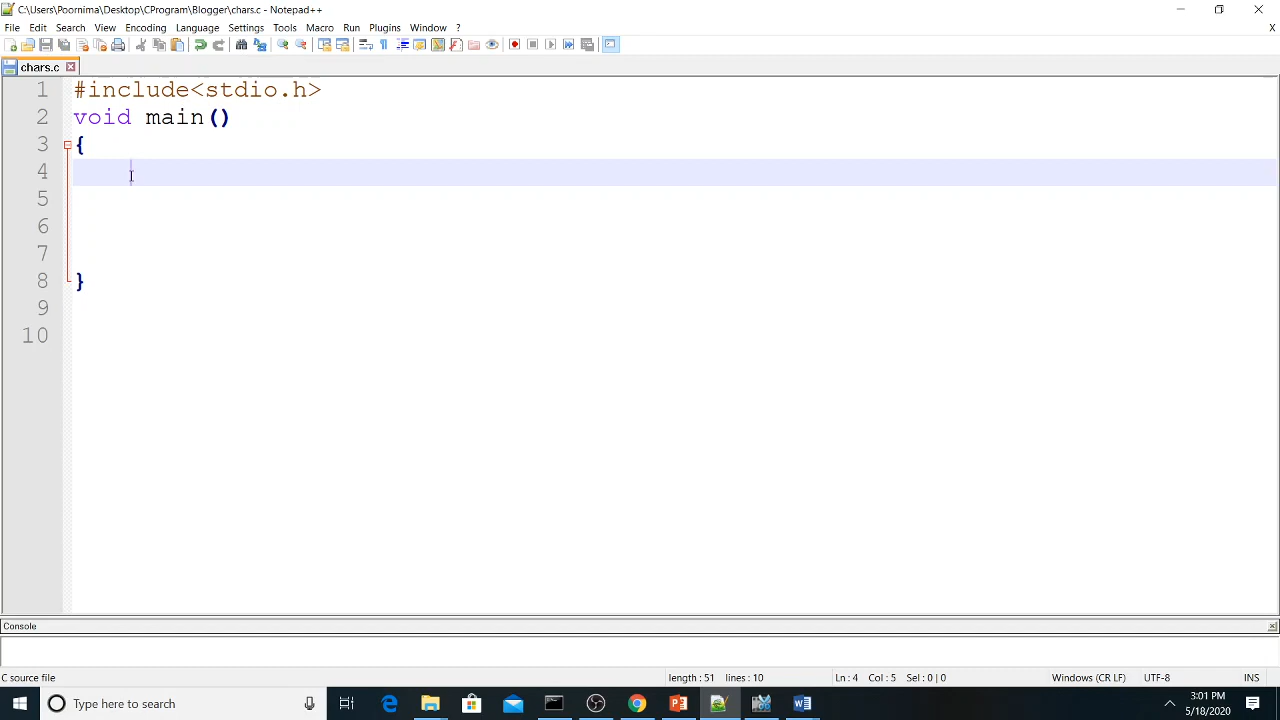 C:\Users\Poornima\Desktop\CProgram\Blogger\chars.c - Notepad++
File Edit Search View Encoding Language Settings Tools Macro Run Plugins Window ? X
chars.c
1 #include<stdio.h>
2 void main()
3 {
4
5
6
7
8 }
9
10
Console
C source file length : 51 lines : 10 Ln : 4 Col : 5 Sel : 0 | 0 Windows (CR LF) UTF-8 INS
Type here to search
3:01 PM
5/18/2020